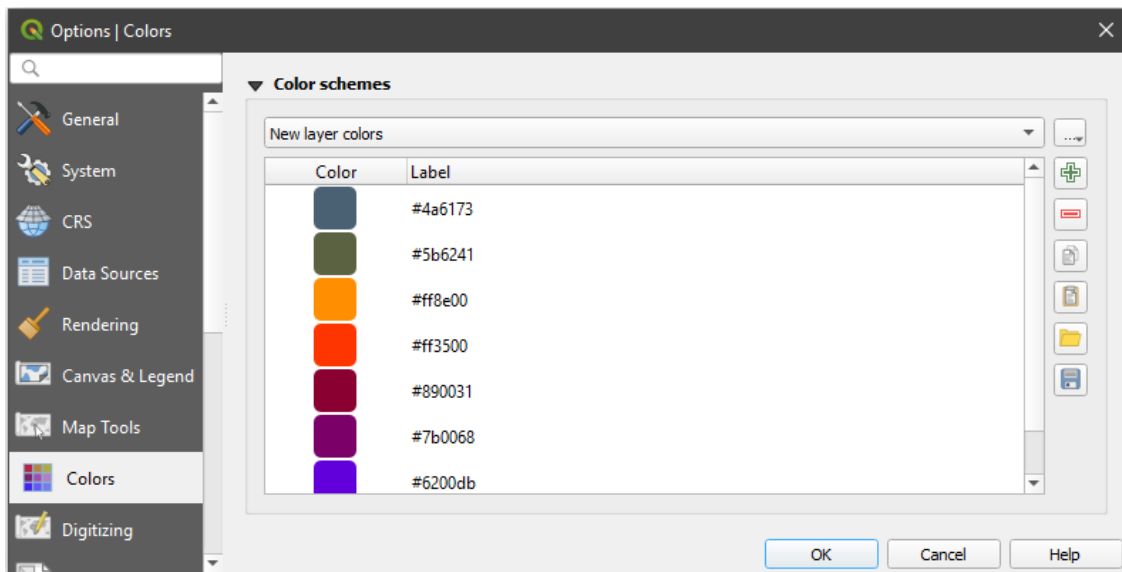 Options | Colors
General
System
CRS
Data Sources
Rendering
Canvas & Legend
Map Tools
Colors
Digitizing
Color schemes
New layer colors
...
Color Label
#4a6173
#5b6241
#ff8e00
#ff3500
#890031
#7b0068
#6200db
OK Cancel Help